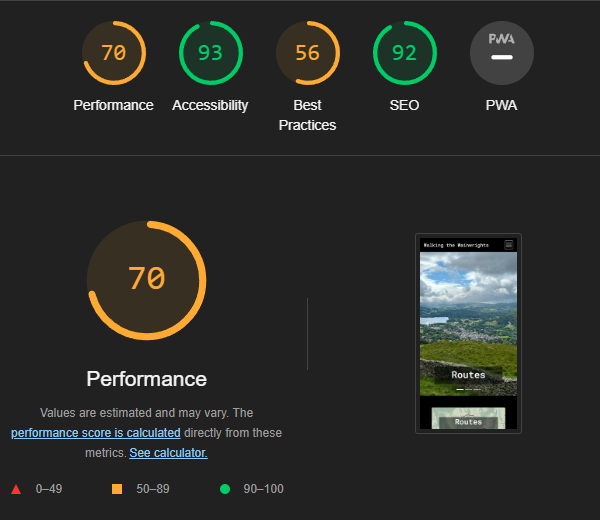 70 93 56 92 PWA
Performance Accessibility Best Practices SEO PWA
70
Performance
Values are estimated and may vary. The
performance score is calculated directly from these
metrics. See calculator.
0–49 50–89 90–100
Walking the Wainwrights
Routes
Routes